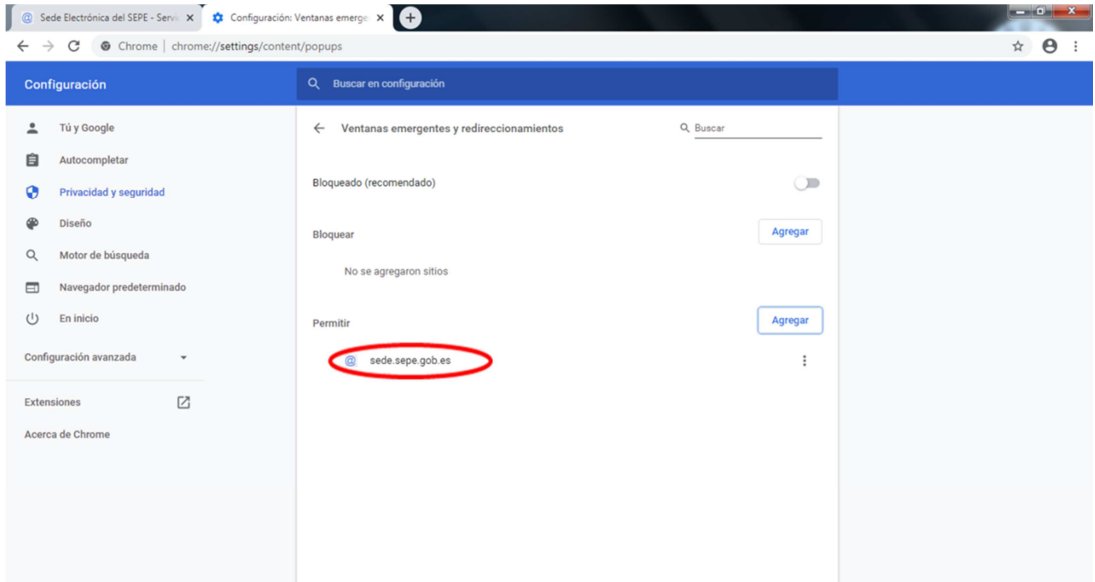 Sede Electrónica del SEPE - Servi
Configuración: Ventanas emerge
Chrome | chrome://settings/content/popups
Configuración
Buscar en configuración
Tú y Google
Autocompletar
Privacidad y seguridad
Diseño
Motor de búsqueda
Navegador predeterminado
En inicio
Configuración avanzada
Extensiones
Acerca de Chrome
Ventanas emergentes y redireccionamientos
Buscar
Bloqueado (recomendado)
Bloquear
Agregar
No se agregaron sitios
Permitir
Agregar
sede.sepe.gob.es